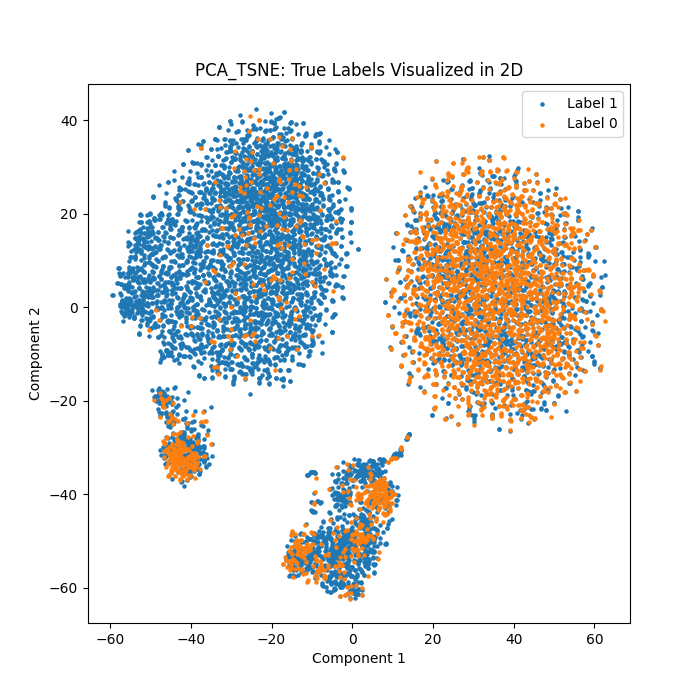 PCA_TSNE: True Labels Visualized in 2D
Label 1
Label 0
40
20
0
−20
−40
−60
Component 2
−60
−40
−20
0
20
40
60
Component 1